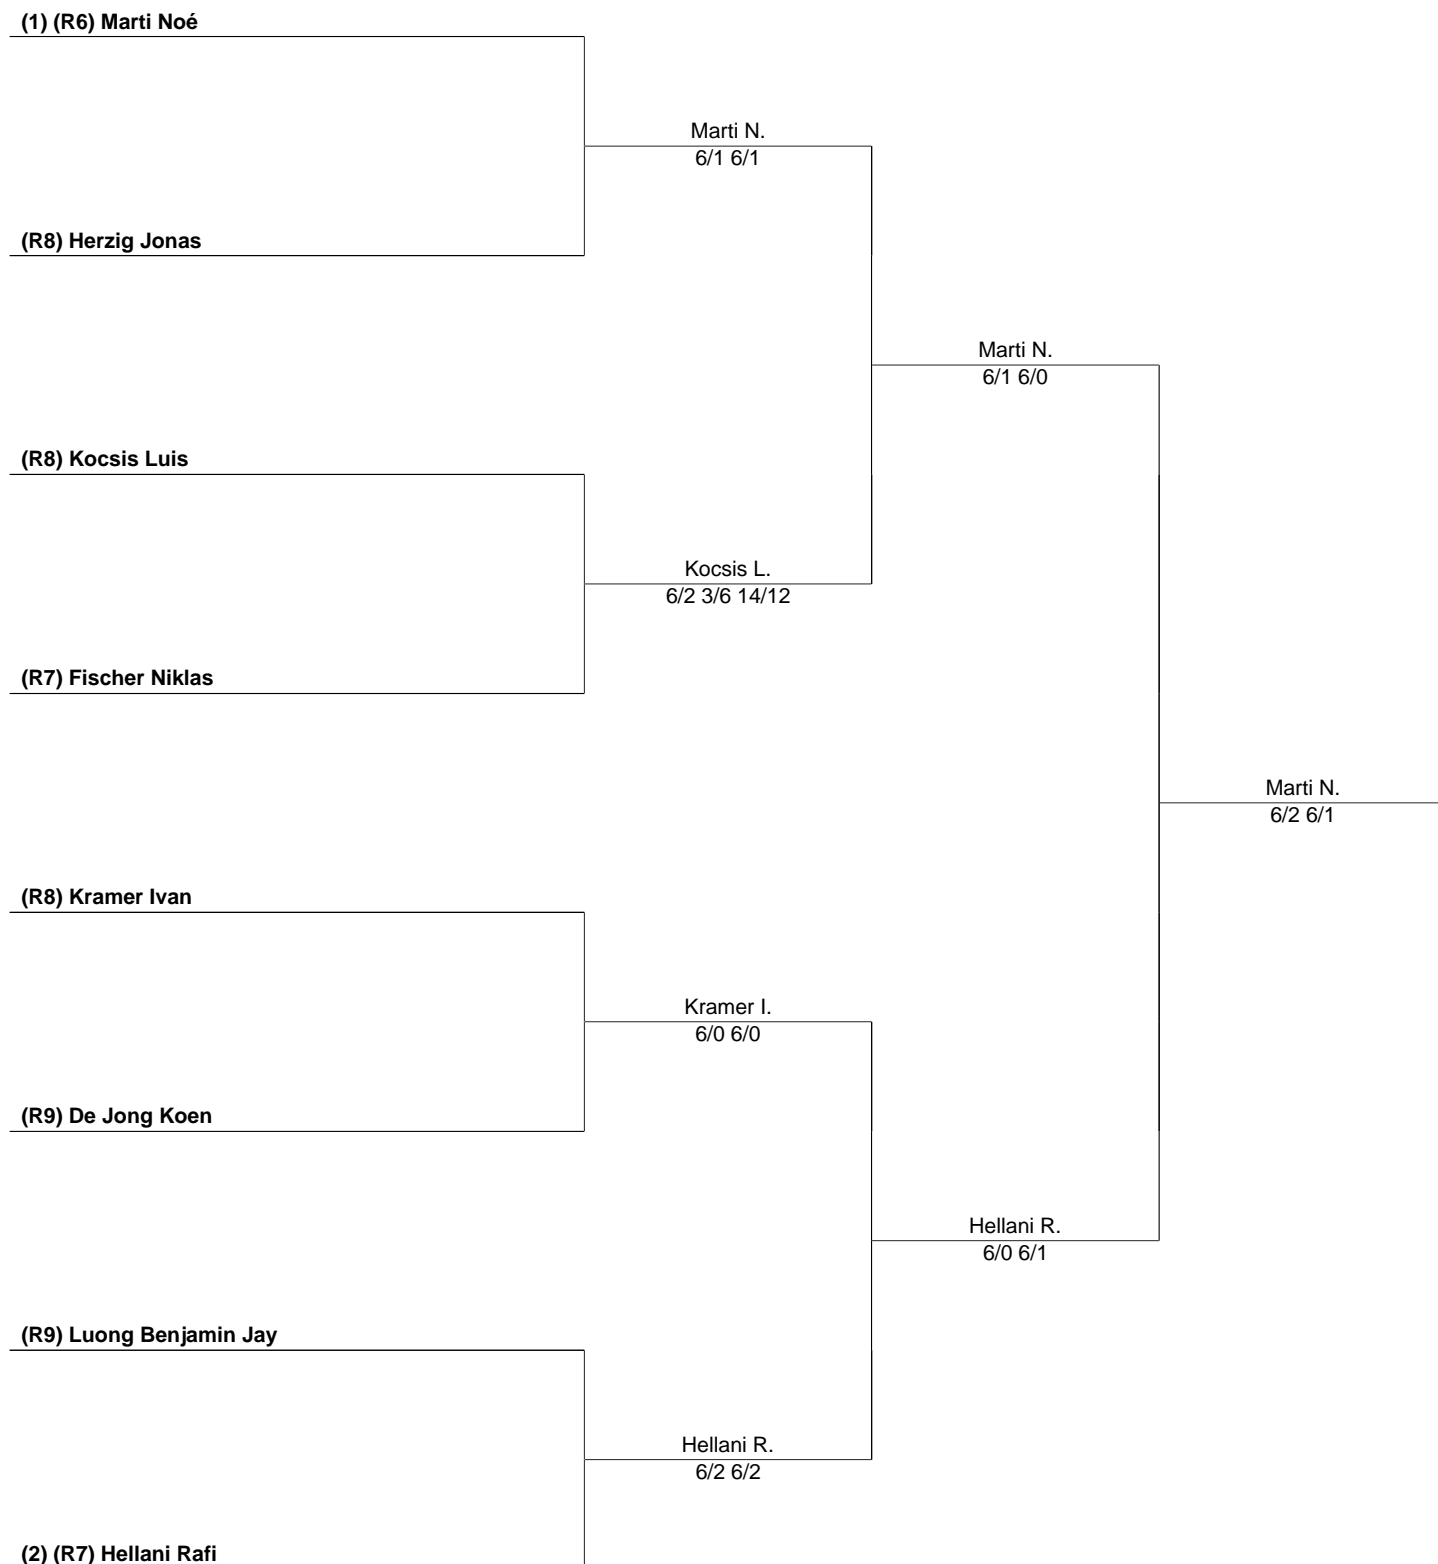 (1) (R6) Marti Noé
Marti N.
6/1 6/1
(R8) Herzig Jonas
Marti N.
6/1 6/0
(R8) Kocsis Luis
Kocsis L.
6/2 3/6 14/12
(R7) Fischer Niklas
Marti N.
6/2 6/1
(R8) Kramer Ivan
Kramer I.
6/0 6/0
(R9) De Jong Koen
Hellani R.
6/0 6/1
(R9) Luong Benjamin Jay
Hellani R.
6/2 6/2
(2) (R7) Hellani Rafi